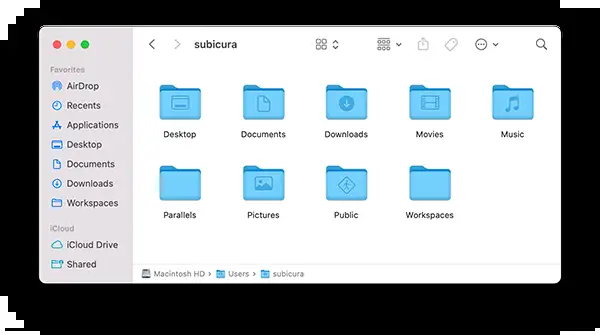 subicura
Favorites
AirDrop
Recents
Applications
Desktop
Documents
Downloads
Workspaces
iCloud
iCloud Drive
Shared
Desktop Documents Downloads Movies Music
Parallels Pictures Public Workspaces
Macintosh HD › Users › subicura